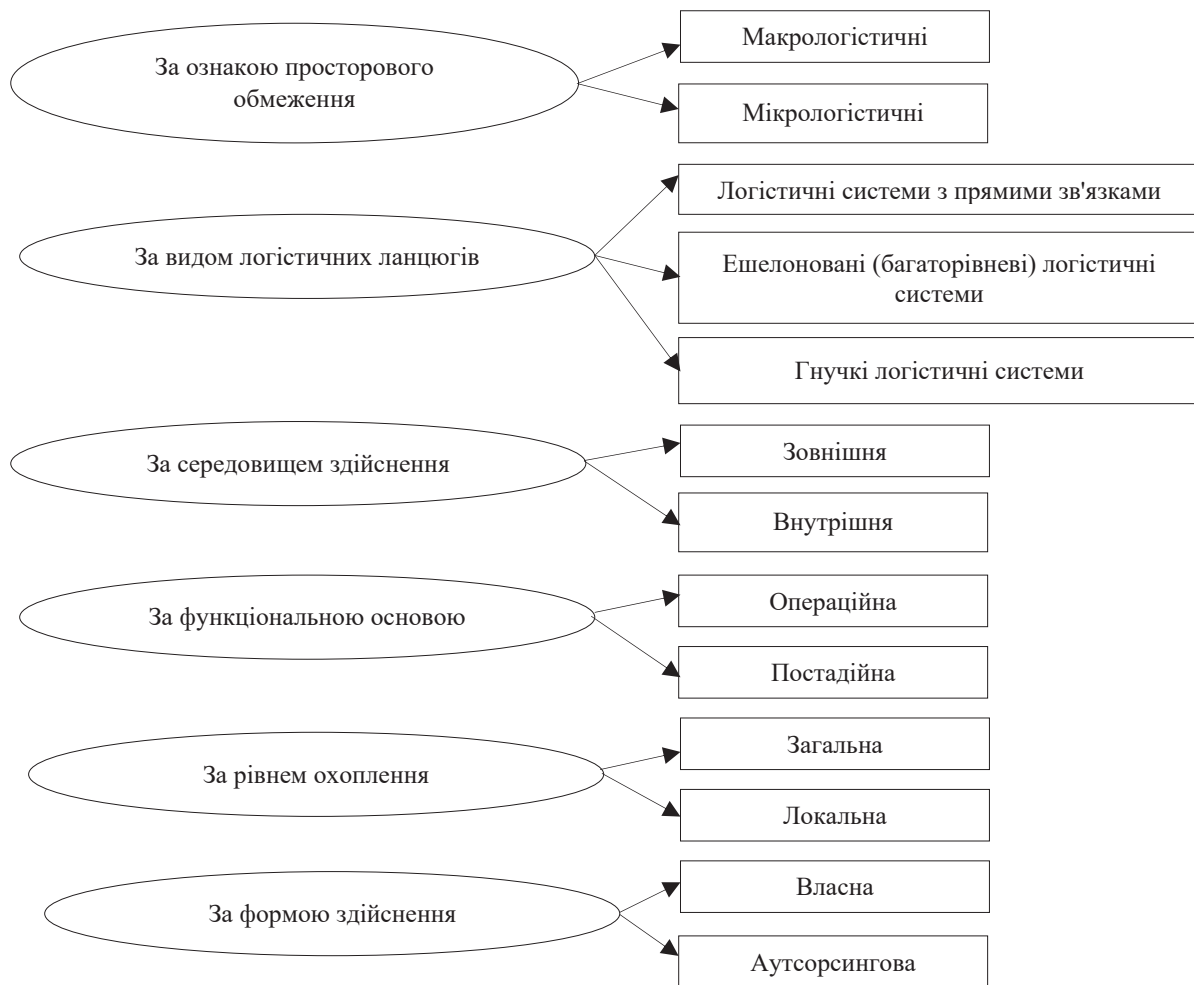 За ознакою просторового
обмеження
Макрологістичні
Мікрологістичні
За видом логістичних ланцюгів
Логістичні системи з прямими зв'язками
Ешелоновані (багаторівневі) логістичні
системи
Гнучкі логістичні системи
За середовищем здійснення
Зовнішня
Внутрішня
За функціональною основою
Операційна
Постадійна
За рівнем охоплення
Загальна
Локальна
За формою здійснення
Власна
Аутсорсингова